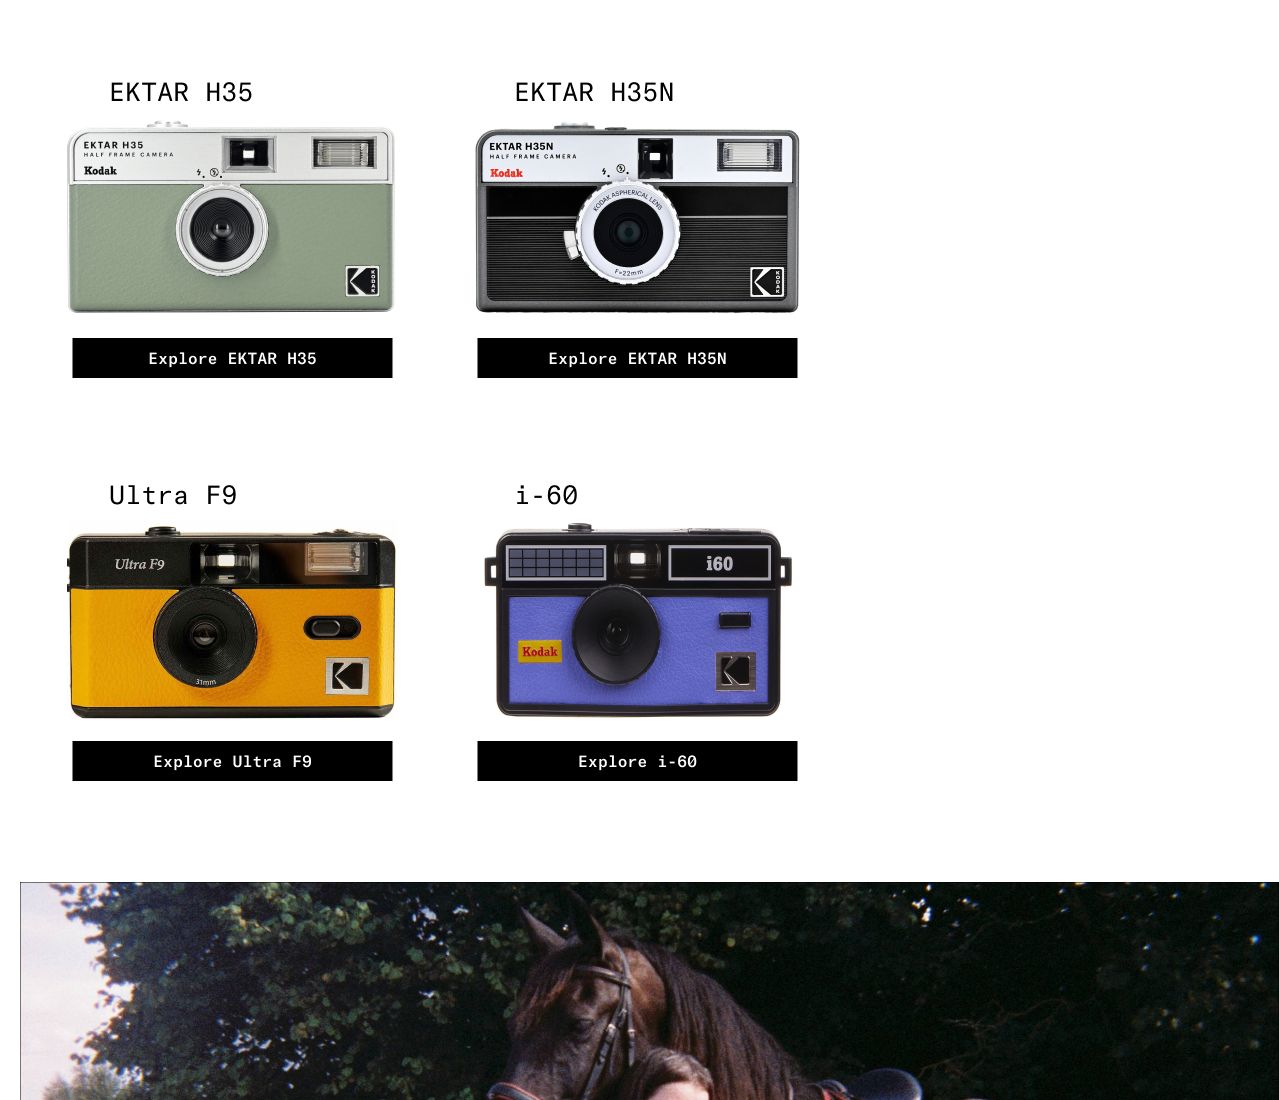 EKTAR H35
EKTAR H35N
EKTAR H35
HALF FRAME CAMERA
Kodak
KODAK
EKTAR H35N
HALF FRAME CAMERA
Kodak
KODAK ASPHERICAL LENS
F=22mm
KODAK
Explore EKTAR H35
Explore EKTAR H35N
Ultra F9
i-60
Ultra F9
31mm
i60
Kodak
Explore Ultra F9
Explore i-60